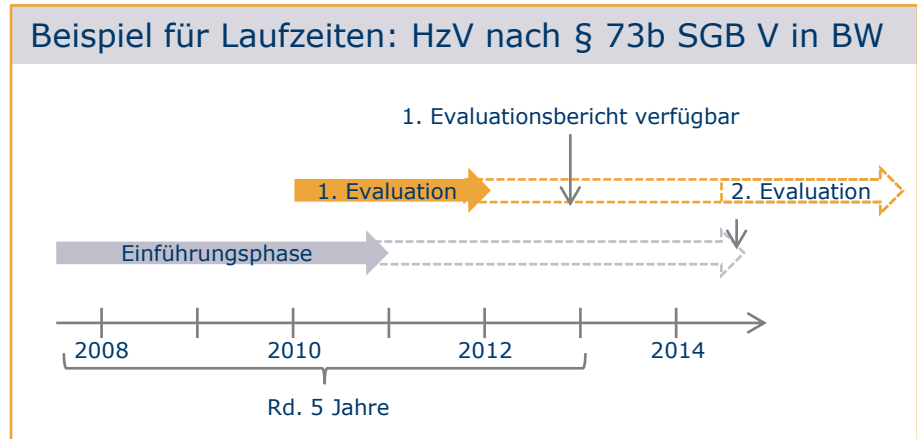 Beispiel für Laufzeiten: HzV nach § 73b SGB V in BW
1. Evaluationsbericht verfügbar
1. Evaluation
2. Evaluation
Einführungsphase
2008
2010
2012
2014
Rd. 5 Jahre